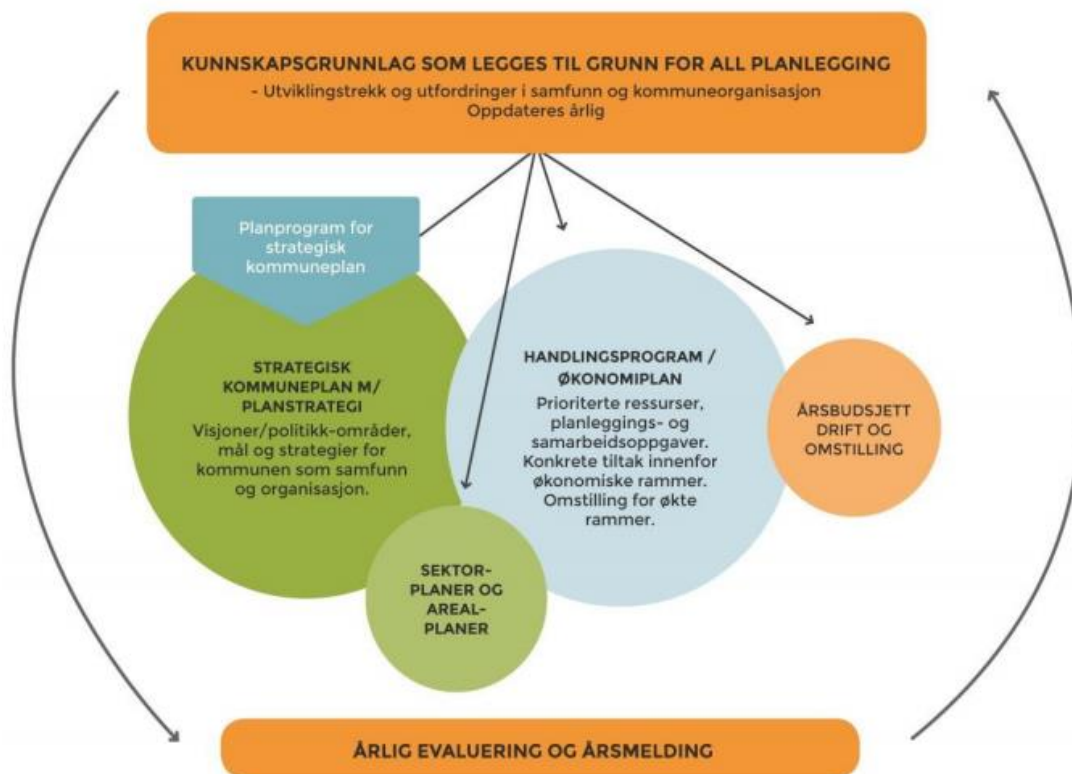 KUNNSKAPSGRUNNLAG SOM LEGGES TIL GRUNN FOR ALL PLANLEGGING
- Utviklingstrekk og utfordringer i samfunn og kommuneorganisasjon
Oppdateres årlig
Planprogram for
strategisk
kommuneplan
STRATEGISK
KOMMUNEPLAN M/
PLANSTRATEGI
Visjoner/politikk-områder,
mål og strategier for
kommunen som samfunn
og organisasjon.
HANDLINGSPROGRAM /
ØKONOMIPLAN
Prioriterte ressurser,
planleggings- og
samarbeidsoppgaver.
Konkrete tiltak innenfor
økonomiske rammer.
Omstilling for økte
rammer.
ÅRSBUDSJETT
DRIFT OG
OMSTILLING
SEKTOR-
PLANER OG
AREAL-
PLANER
ÅRLIG EVALUERING OG ÅRSMELDING